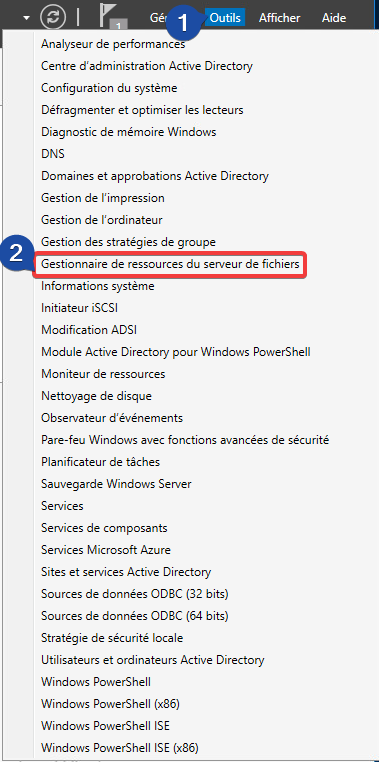 1
Gé
1
Outils
Afficher
Aide
Analyseur de performances
Centre d'administration Active Directory
Configuration du système
Défragmenter et optimiser les lecteurs
Diagnostic de mémoire Windows
DNS
Domaines et approbations Active Directory
Gestion de l'impression
Gestion de l'ordinateur
Gestion des stratégies de groupe
2
Gestionnaire de ressources du serveur de fichiers
Informations système
Initiateur iSCSI
Modification ADSI
Module Active Directory pour Windows PowerShell
Moniteur de ressources
Nettoyage de disque
Observateur d'événements
Pare-feu Windows avec fonctions avancées de sécurité
Planificateur de tâches
Sauvegarde Windows Server
Services
Services de composants
Services Microsoft Azure
Sites et services Active Directory
Sources de données ODBC (32 bits)
Sources de données ODBC (64 bits)
Stratégie de sécurité locale
Utilisateurs et ordinateurs Active Directory
Windows PowerShell
Windows PowerShell (x86)
Windows PowerShell ISE
Windows PowerShell ISE (x86)